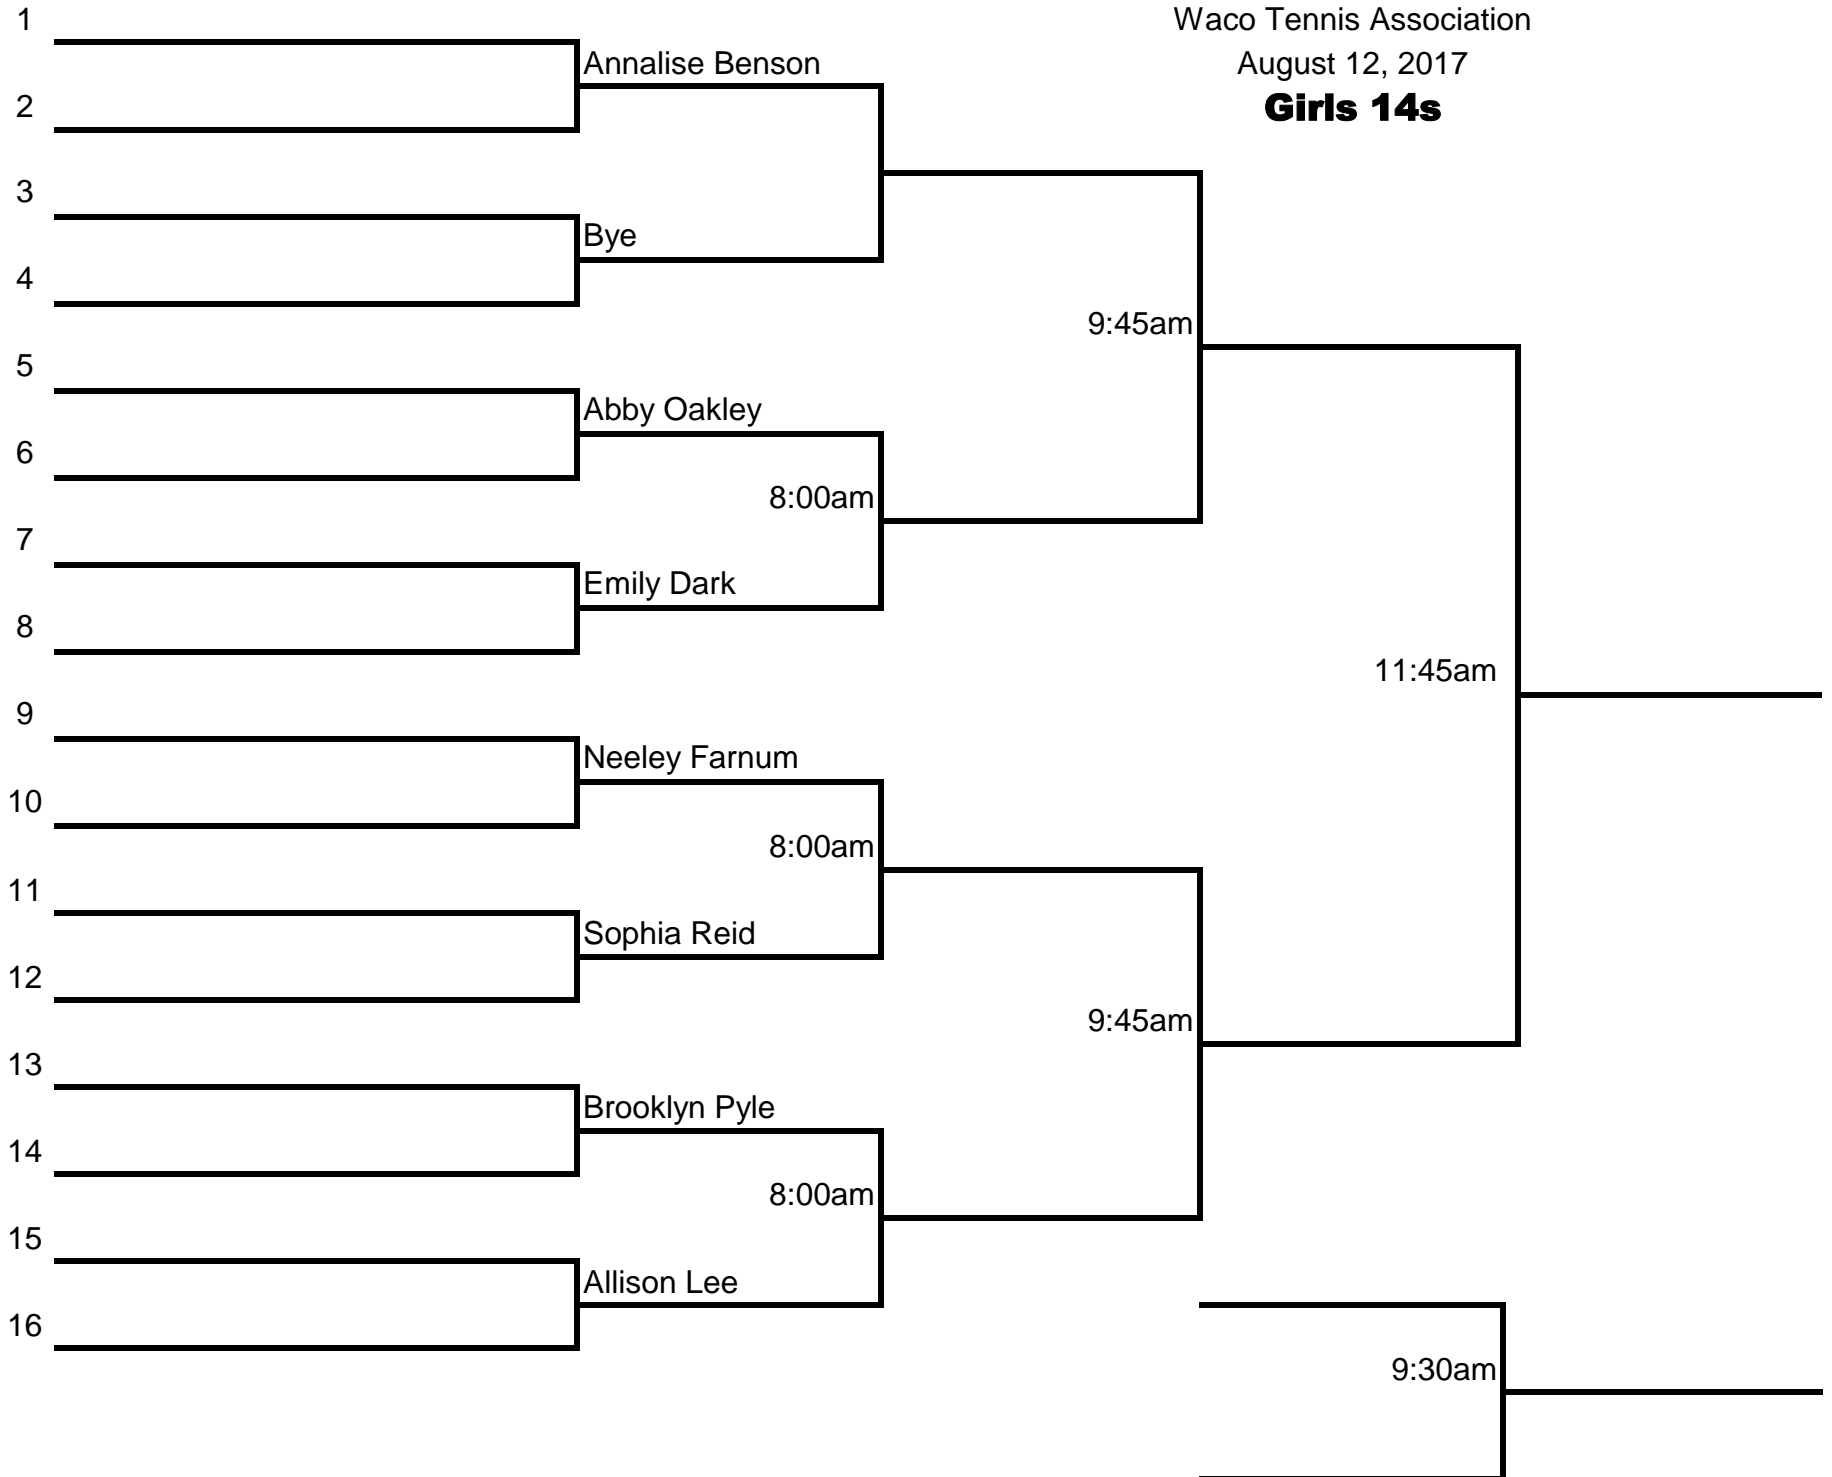 1
Waco Tennis Association
Annalise Benson
August 12, 2017
2
Girls 14s
3
Bye
4
9:45am
5
Abby Oakley
6
8:00am
7
Emily Dark
8
11:45am
9
Neeley Farnum
10
8:00am
11
Sophia Reid
12
9:45am
13
Brooklyn Pyle
14
8:00am
15
Allison Lee
16
9:30am